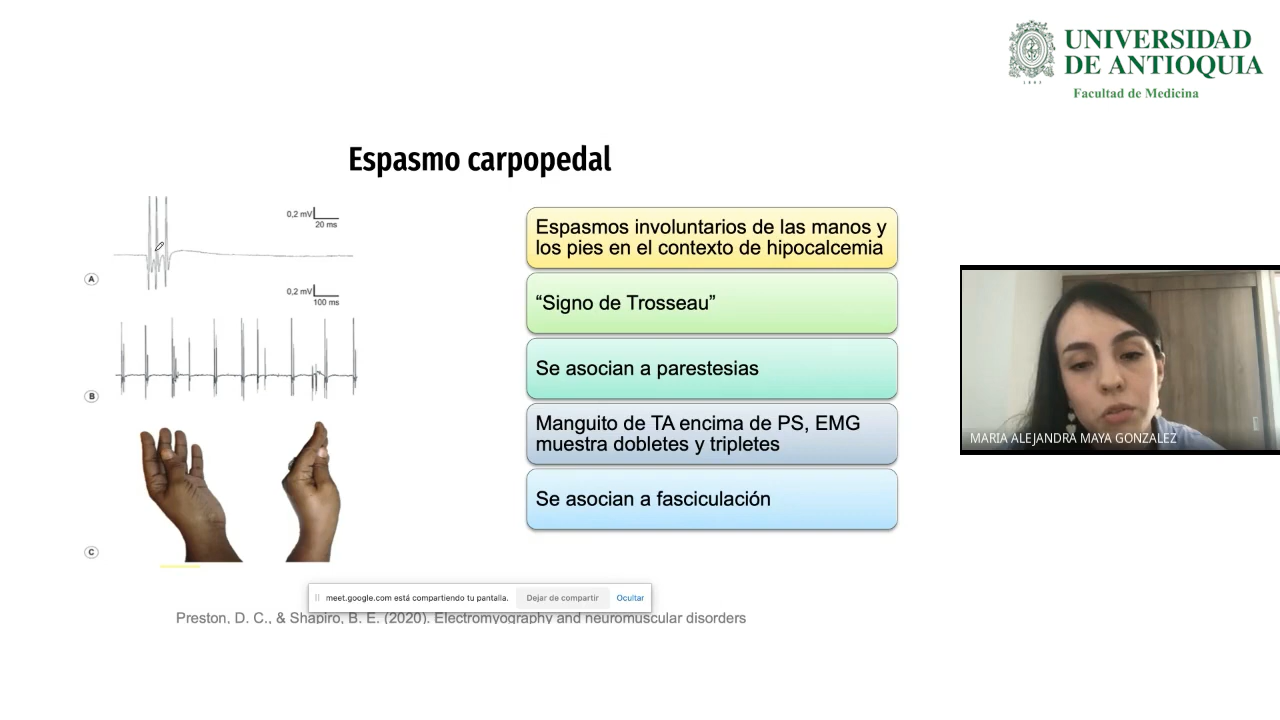 UNIVERSIDAD
DE ANTIOQUIA
1803
Facultad de Medicina
Espasmo carpopedal
0,2 mV
20 ms
A
0,2 mV
100 ms
B
C
Espasmos involuntarios de las manos y
los pies en el contexto de hipocalcemia
“Signo de Trosseau”
Se asocian a parestesias
Manguito de TA encima de PS, EMG
muestra dobletes y tripletes
Se asocian a fasciculación
MARIA ALEJANDRA MAYA GONZALEZ
meet.google.com está compartiendo tu pantalla.
Dejar de compartir
Ocultar
Preston, D. C., & Shapiro, B. E. (2020). Electromyography and neuromuscular disorders